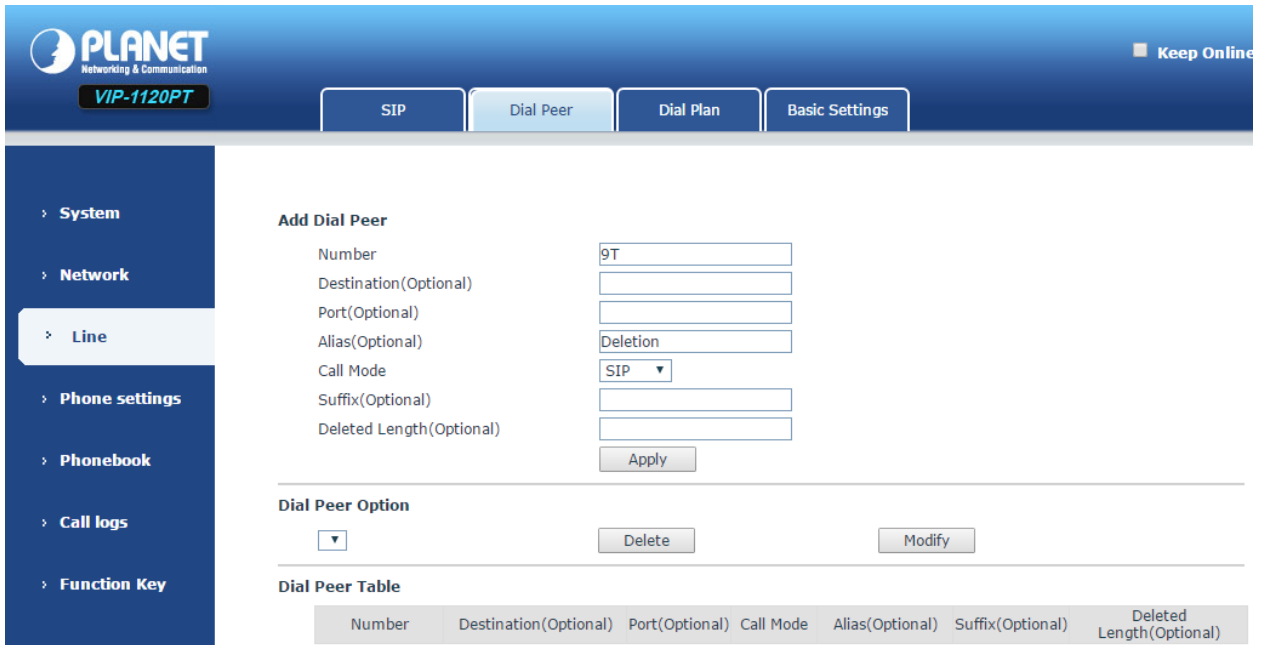 PLANET
Networking & Communication
VIP-1120PT
Keep Online
SIP
Dial Peer
Dial Plan
Basic Settings
System
Network
Line
Phone settings
Phonebook
Call logs
Function Key
Add Dial Peer
Number 9T
Destination(Optional)
Port(Optional)
Alias(Optional) Deletion
Call Mode SIP
Suffix(Optional)
Deleted Length(Optional)
Apply
Dial Peer Option
Delete Modify
Dial Peer Table
Number Destination(Optional) Port(Optional) Call Mode Alias(Optional) Suffix(Optional) Deleted
Length(Optional)